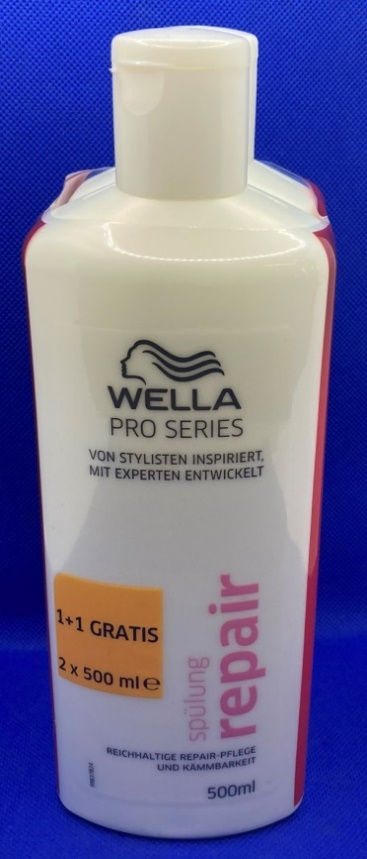 WELLA
PRO SERIES
VON STYLISTEN INSPIRIERT,
MIT EXPERTEN ENTWICKELT
1+1 GRATIS
2 x 500 ml ℮
spülung
repair
REICHHALTIGE REPAIR-PFLEGE
UND KÄMMBARKEIT
500ml